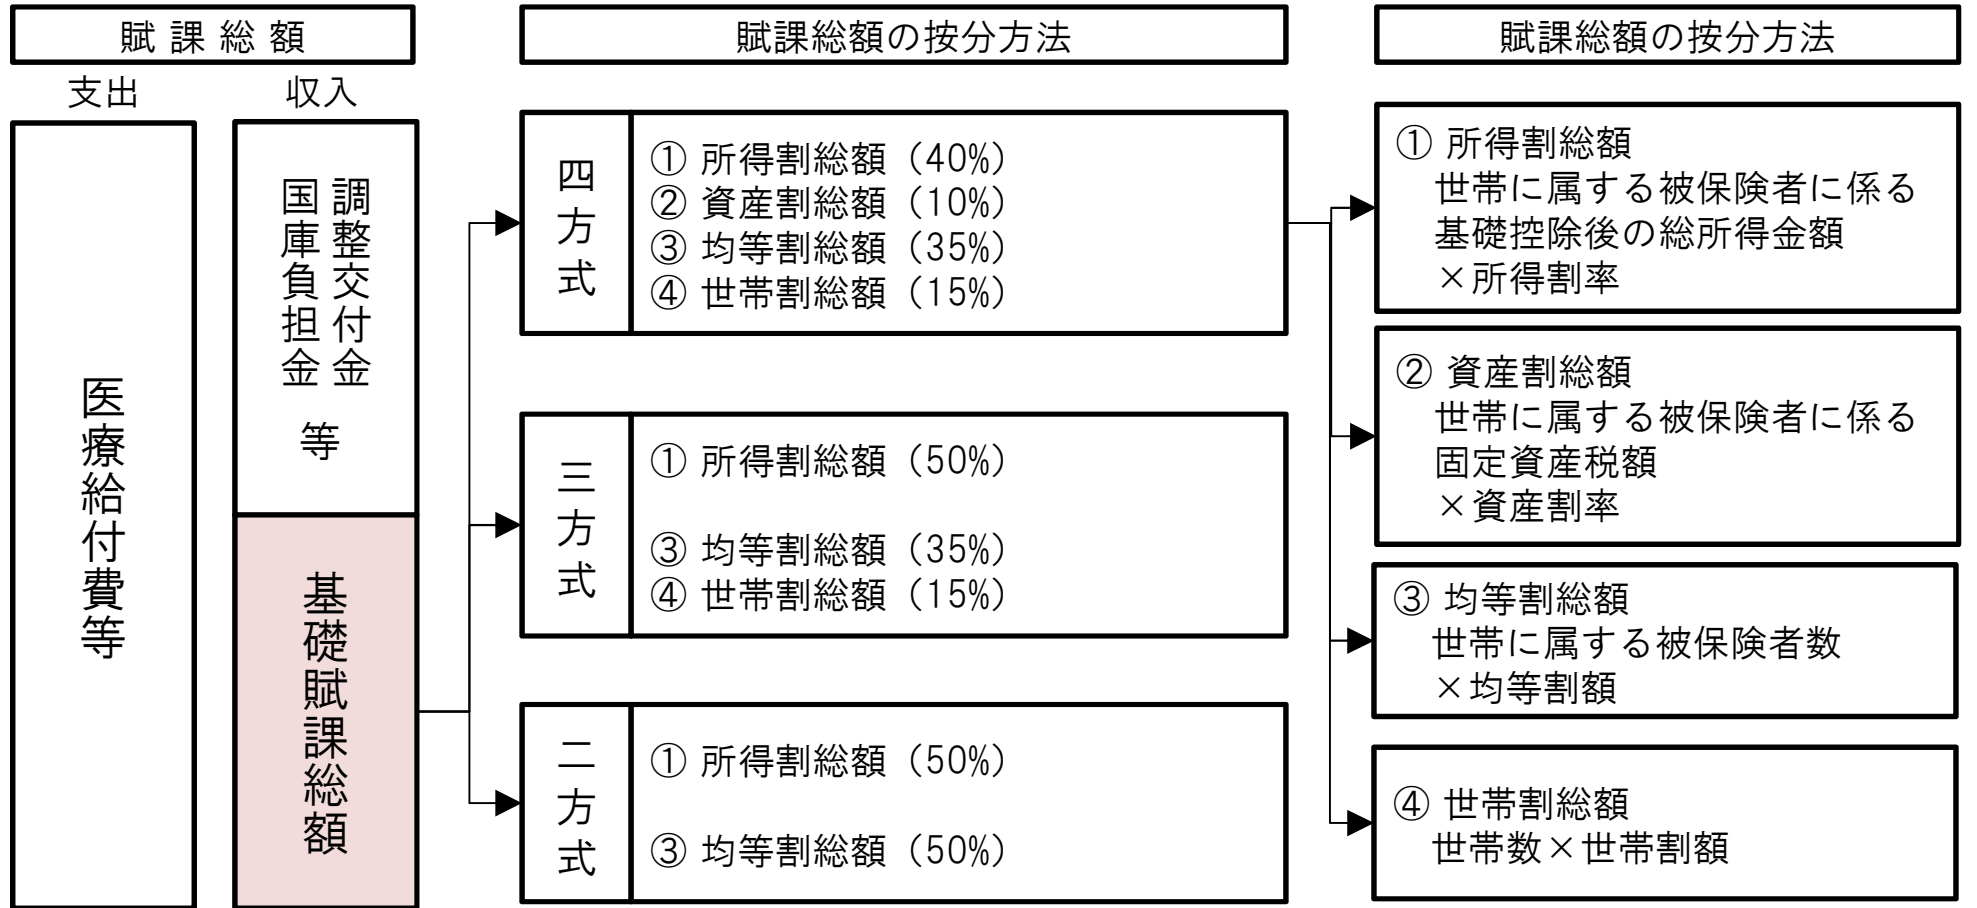 賦課総額
支出
収入
医療給付費等
調整交付金
国庫負担金
等
基礎賦課総額
賦課総額の按分方法
四方式
① 所得割総額（40%）
② 資産割総額（10%）
③ 均等割総額（35%）
④ 世帯割総額（15%）
三方式
① 所得割総額（50%）
③ 均等割総額（35%）
④ 世帯割総額（15%）
二方式
① 所得割総額（50%）
③ 均等割総額（50%）
賦課総額の按分方法
① 所得割総額
世帯に属する被保険者に係る
基礎控除後の総所得金額
×所得割率
② 資産割総額
世帯に属する被保険者に係る
固定資産税額
×資産割率
③ 均等割総額
世帯に属する被保険者数
×均等割額
④ 世帯割総額
世帯数×世帯割額